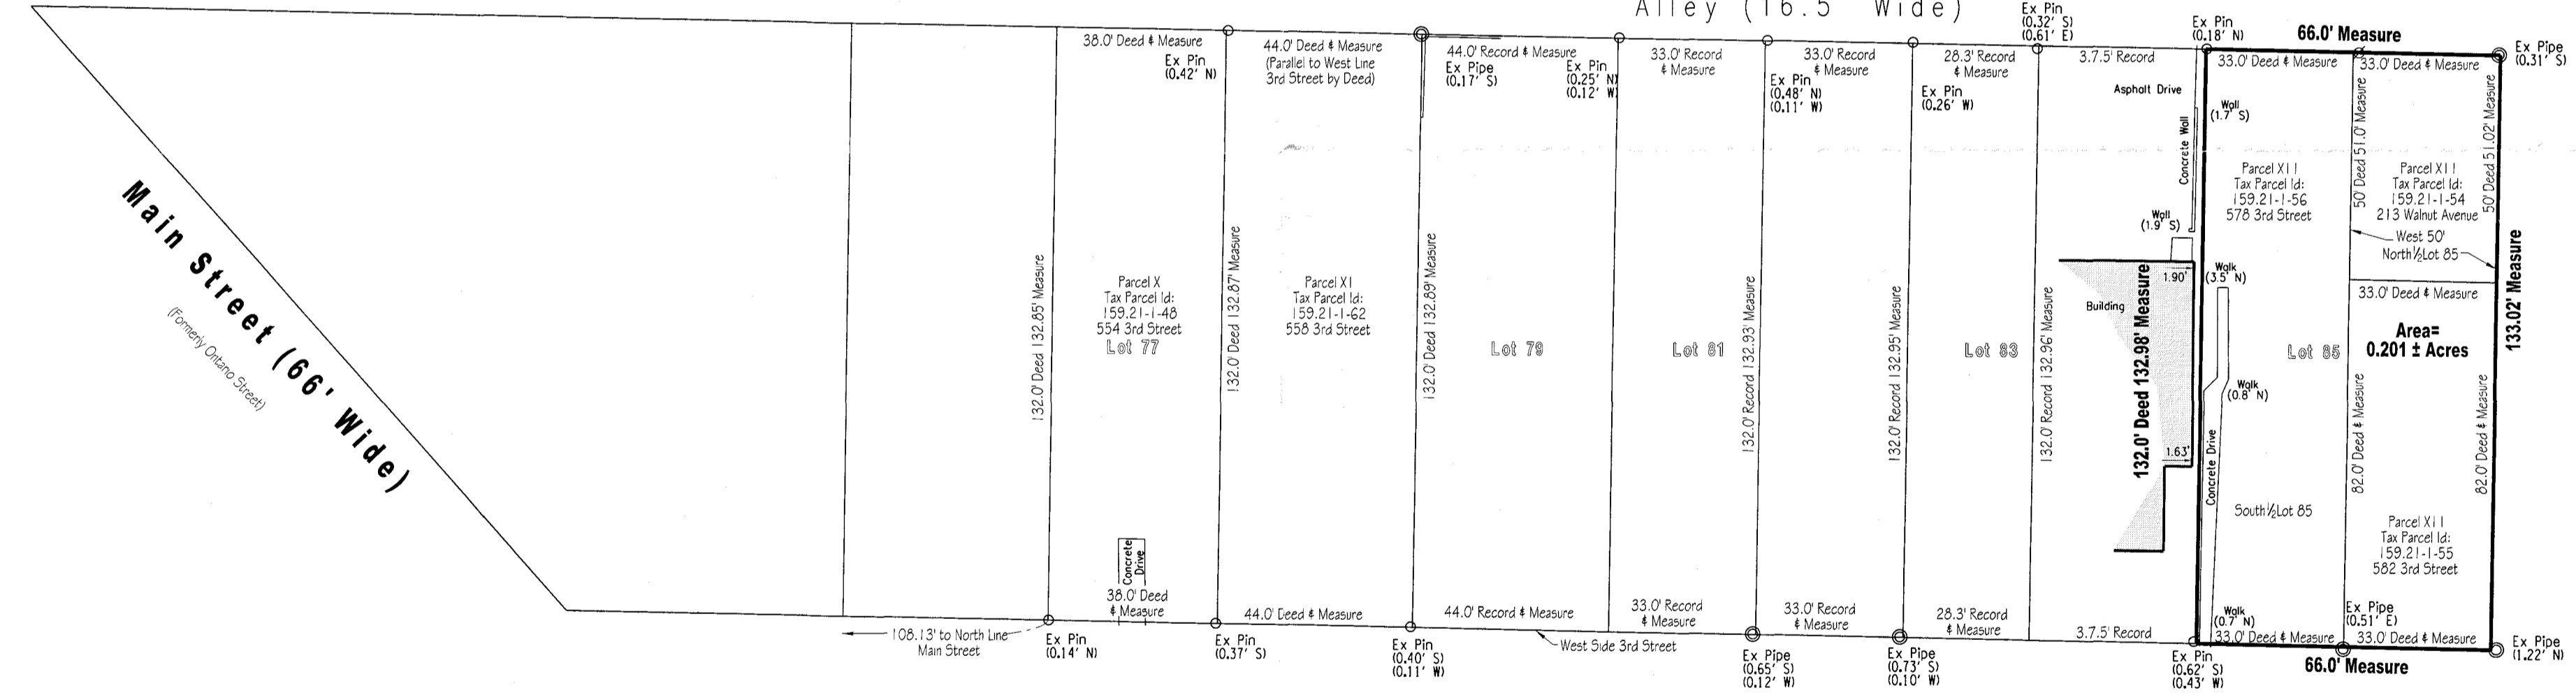 Alley (16.5' Wide)
Ex Pin
(0.32' S)
(0.61' E)
Ex Pin
(0.18' N)
66.0' Measure
Ex Pipe
(0.31' S)
38.0' Deed & Measure
Ex Pin
(0.42' N)
44.0' Deed & Measure
(Parallel to West Line
3rd Street by Deed)
44.0' Record & Measure
Ex Pipe
(0.17' S)
Ex Pin
(0.25' N)
(0.12' W)
33.0' Record
& Measure
33.0' Record
& Measure
Ex Pin
(0.48' N)
(0.11' W)
28.3' Record
& Measure
Ex Pin
(0.26' W)
3.7.5' Record
33.0' Deed & Measure
33.0' Deed & Measure
Asphalt Drive
Concrete Wall
Wall
(1.7' S)
Wall
(1.9' S)
50' Deed 51.0' Measure
50' Deed 51.02' Measure
Parcel XII
Tax Parcel Id:
159.21-1-56
578 3rd Street
Parcel XII
Tax Parcel Id:
159.21-1-54
213 Walnut Avenue
West 50'
North ½ Lot 85
33.0' Deed & Measure
Main Street (66' Wide)
(Formerly Ontario Street)
132.0' Deed 132.85' Measure
Parcel X
Tax Parcel Id:
159.21-1-48
554 3rd Street
Lot 77
132.0' Deed 132.87' Measure
Parcel XI
Tax Parcel Id:
159.21-1-62
558 3rd Street
132.0' Deed 132.89' Measure
Lot 79
Lot 81
132.0' Record 132.93' Measure
132.0' Record 132.95' Measure
Lot 83
132.0' Record 132.96' Measure
Building
132.0' Deed 132.98' Measure
1.90'
1.63'
Walk
(3.5' N)
Walk
(0.8' N)
Concrete Drive
Lot 85
Area=
0.201 ± Acres
133.02' Measure
82.0' Deed & Measure
82.0' Deed & Measure
South ½ Lot 85
Parcel XII
Tax Parcel Id:
159.21-1-55
582 3rd Street
Concrete
Drive
38.0' Deed
& Measure
44.0' Deed & Measure
44.0' Record & Measure
33.0' Record
& Measure
33.0' Record
& Measure
28.3' Record
& Measure
3.7.5' Record
Walk
(0.7' N)
33.0' Deed & Measure
Ex Pipe
(0.51' E)
33.0' Deed & Measure
108.13' to North Line
Main Street
Ex Pin
(0.14' N)
Ex Pin
(0.37' S)
Ex Pin
(0.40' S)
(0.11' W)
West Side 3rd Street
Ex Pipe
(0.65' S)
(0.12' W)
Ex Pipe
(0.73' S)
(0.10' W)
Ex Pin
(0.62' S)
(0.43' W)
66.0' Measure
Ex Pipe
(1.22' N)